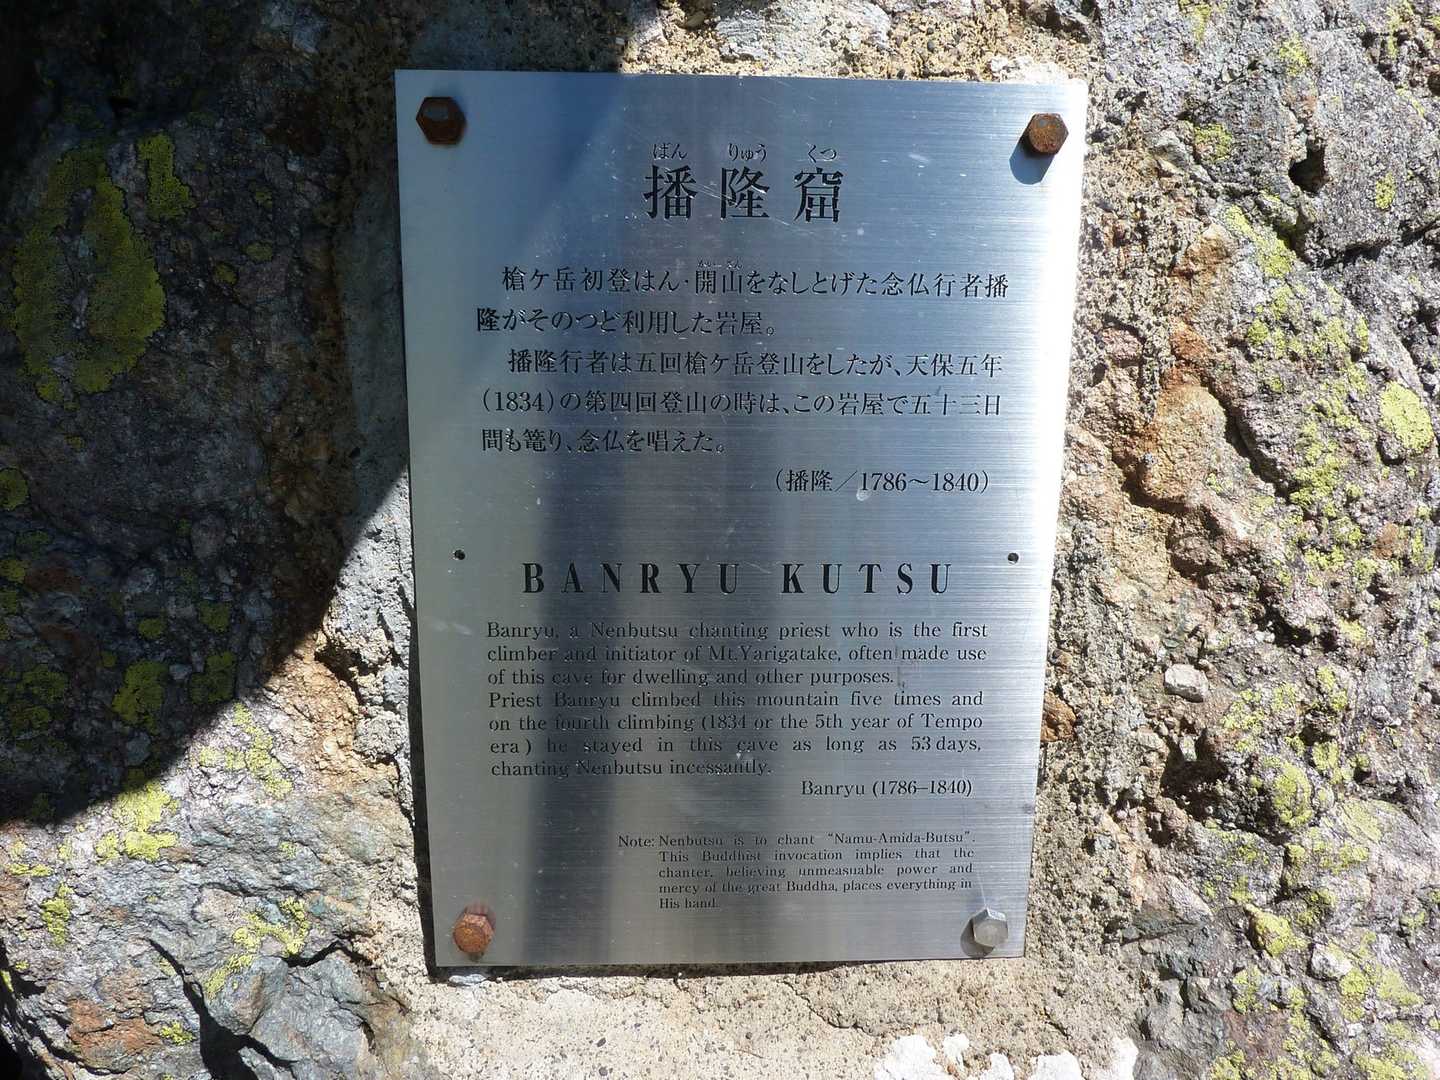 ばん りゅう くつ
播隆窟
かい さん
槍ケ岳初登はん・開山をなしとげた念仏行者播
隆がそのつど利用した岩屋。
播隆行者は五回槍ケ岳登山をしたが、天保五年
(1834)の第四回登山の時は、この岩屋で五十三日
間も篭り、念仏を唱えた。
(播隆/1786～1840)
BANRYU KUTSU
Banryu, a Nenbutsu chanting priest who is the first
climber and initiator of Mt.Yarigatake, often made use
of this cave for dwelling and other purposes.
Priest Banryu climbed this mountain five times and
on the fourth climbing (1834 or the 5th year of Tempo
era) he stayed in this cave as long as 53 days,
chanting Nenbutsu incessantly.
Banryu (1786–1840)
Note: Nenbutsu is to chant "Namu-Amida-Butsu".
This Buddhist invocation implies that the
chanter, believing unmeasuable power and
mercy of the great Buddha, places everything in
His hand.